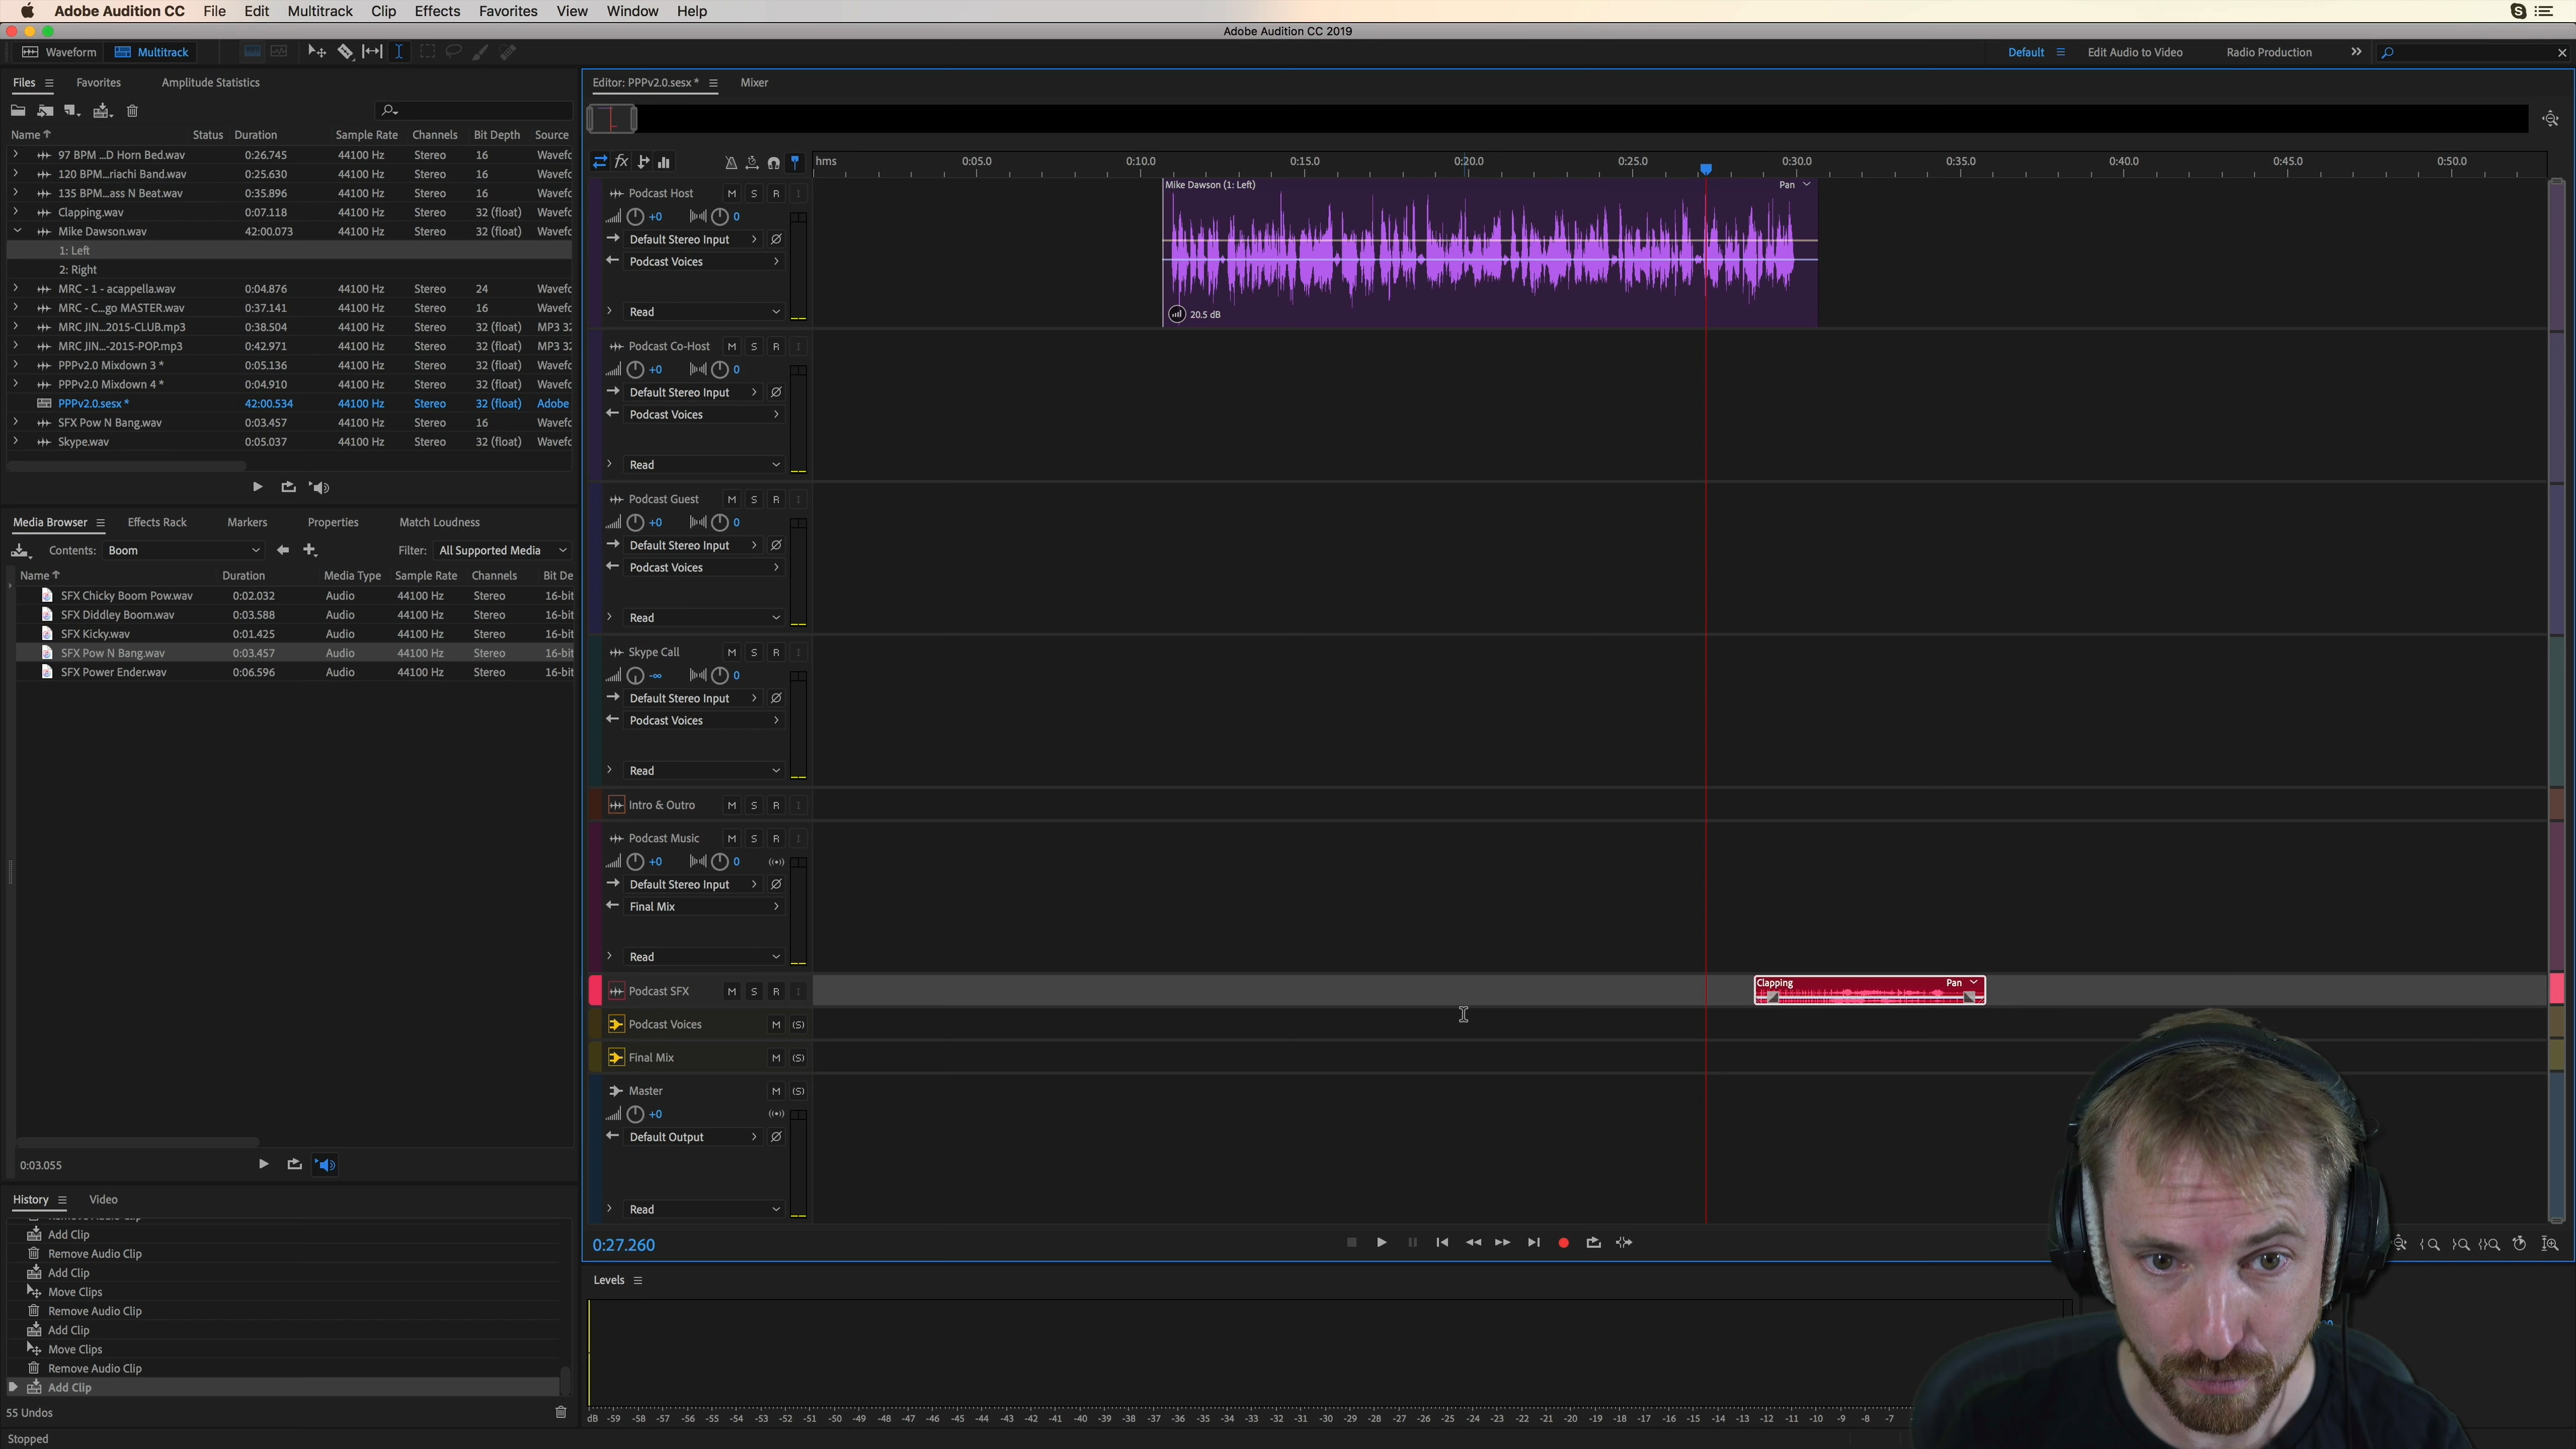 Adobe Audition CC File Edit Multitrack Clip Effects Favorites View Window Help
Adobe Audition CC 2019
Waveform Multitrack Default Edit Audio to Video Radio Production
Files Favorites Amplitude Statistics
Name Status Duration Sample Rate Channels Bit Depth Source
97 BPM ...D Horn Bed.wav 0:26.745 44100 Hz Stereo 16 Wavefo
120 BPM...riachi Band.wav 0:25.630 44100 Hz Stereo 16 Wavefo
135 BPM...ass N Beat.wav 0:35.896 44100 Hz Stereo 16 Wavefo
Clapping.wav 0:07.118 44100 Hz Stereo 32 (float) Wavefo
Mike Dawson.wav 42:00.073 44100 Hz Stereo 32 (float) Wavefo
1: Left
2: Right
MRC - 1 - acappella.wav 0:04.876 44100 Hz Stereo 24 Wavefo
MRC - C...go MASTER.wav 0:37.141 44100 Hz Stereo 16 Wavefo
MRC JIN...2015-CLUB.mp3 0:38.504 44100 Hz Stereo 32 (float) MP3 32
MRC JIN...-2015-POP.mp3 0:42.971 44100 Hz Stereo 32 (float) MP3 32
PPPv2.0 Mixdown 3 * 0:05.136 44100 Hz Stereo 32 (float) Wavefo
PPPv2.0 Mixdown 4 * 0:04.910 44100 Hz Stereo 32 (float) Wavefo
PPPv2.0.sesx * 42:00.534 44100 Hz Stereo 32 (float) Adobe
SFX Pow N Bang.wav 0:03.457 44100 Hz Stereo 16 Wavefo
Skype.wav 0:05.037 44100 Hz Stereo 32 (float) Wavefo
Media Browser Effects Rack Markers Properties Match Loudness
Contents: Boom Filter: All Supported Media
Name Duration Media Type Sample Rate Channels Bit De
SFX Chicky Boom Pow.wav 0:02.032 Audio 44100 Hz Stereo 16-bit
SFX Diddley Boom.wav 0:03.588 Audio 44100 Hz Stereo 16-bit
SFX Kicky.wav 0:01.425 Audio 44100 Hz Stereo 16-bit
SFX Pow N Bang.wav 0:03.457 Audio 44100 Hz Stereo 16-bit
SFX Power Ender.wav 0:06.596 Audio 44100 Hz Stereo 16-bit
0:03.055
History Video
Add Clip
Remove Audio Clip
Add Clip
Move Clips
Remove Audio Clip
Add Clip
Move Clips
Remove Audio Clip
Add Clip
55 Undos
Stopped
Editor: PPPv2.0.sesx * Mixer
fx hms 0:05.0 0:10.0 0:15.0 0:20.0 0:25.0 0:30.0 0:35.0 0:40.0 0:45.0 0:50.0
Podcast Host M S R I
Mike Dawson (1: Left) Pan
+0 0
Default Stereo Input
Podcast Voices
Read
20.5 dB
Podcast Co-Host M S R I
+0 0
Default Stereo Input
Podcast Voices
Read
Podcast Guest M S R I
+0 0
Default Stereo Input
Podcast Voices
Read
Skype Call M S R I
-∞ 0
Default Stereo Input
Podcast Voices
Read
Intro & Outro M S R I
Podcast Music M S R I
+0 0
Default Stereo Input
Final Mix
Read
Podcast SFX M S R I
Clapping Pan
Podcast Voices M (S)
Final Mix M (S)
Master M (S)
+0
Default Output
Read
0:27.260
Levels
dB -59 -58 -57 -56 -55 -54 -53 -52 -51 -50 -49 -48 -47 -46 -45 -44 -43 -42 -41 -40 -39 -38 -37 -36 -35 -34 -33 -32 -31 -30 -29 -28 -27 -26 -25 -24 -23 -22 -21 -20 -19 -18 -17 -16 -15 -14 -13 -12 -11 -10 -9 -8 -7